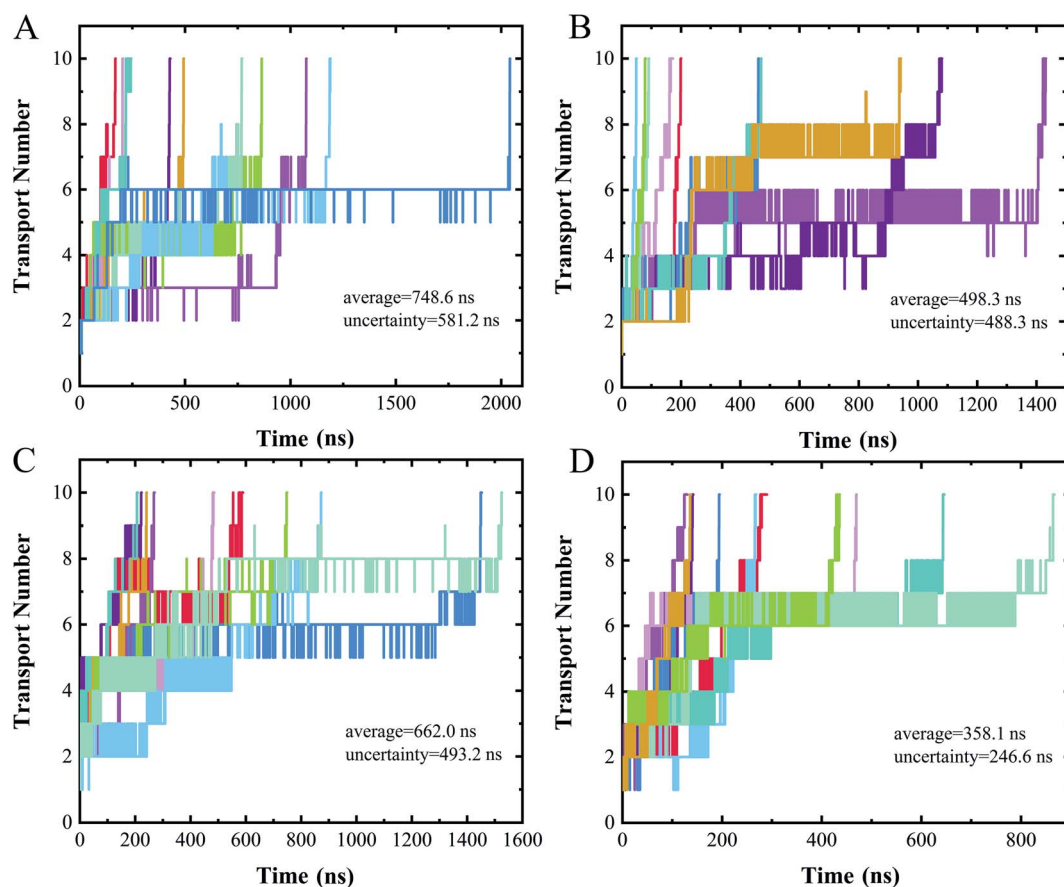 A
Transport Number
10
8
6
4
2
0
average=748.6 ns
uncertainty=581.2 ns
0
500
1000
1500
2000
Time (ns)
B
Transport Number
10
8
6
4
2
0
average=498.3 ns
uncertainty=488.3 ns
0
200
400
600
800
1000
1200
1400
Time (ns)
C
Transport Number
10
8
6
4
2
0
average=662.0 ns
uncertainty=493.2 ns
0
200
400
600
800
1000
1200
1400
1600
Time (ns)
D
Transport Number
10
8
6
4
2
0
average=358.1 ns
uncertainty=246.6 ns
0
200
400
600
800
Time (ns)